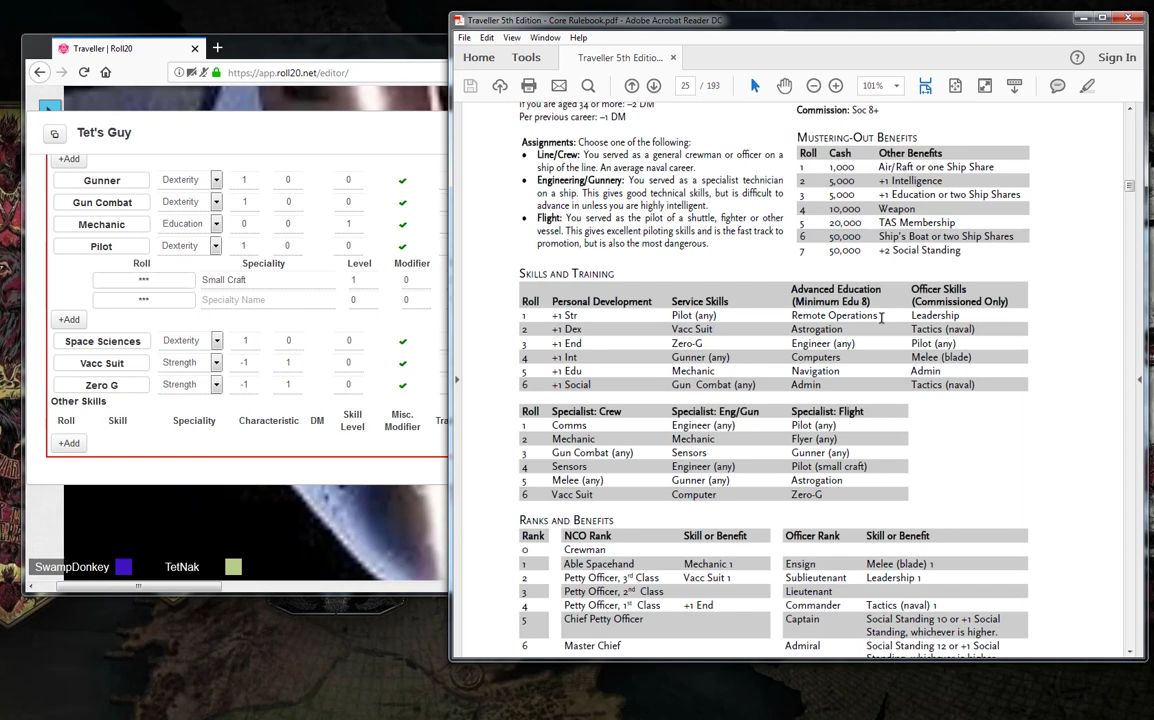 Traveller | Roll20
https://app.roll20.net/editor/
Tet's Guy
+Add
Gunner Dexterity 1 0 0
Gun Combat Dexterity 1 0 0
Mechanic Education 0 0 1
Pilot Dexterity 1 0 0
Roll Speciality Level Modifier
*** Small Craft 1 0
*** Specialty Name 0 0
+Add
Space Sciences Dexterity 1 0 0
Vacc Suit Strength -1 1 0
Zero G Strength -1 1 0
Other Skills
Roll Skill Speciality Characteristic DM Skill Level Misc. Modifier
+Add
SwampDonkey TetNak
Traveller 5th Edition - Core Rulebook.pdf - Adobe Acrobat Reader DC
File Edit View Window Help
Home Tools Traveller 5th Editio... Sign In
25 / 193 101%
If you are aged 34 or more: –2 DM
Per previous career: –1 DM
Assignments: Choose one of the following:
• Line/Crew: You served as a general crewman or officer on a
ship of the line. An average naval career.
• Engineering/Gunnery: You served as a specialist technician
on a ship. This gives good technical skills, but is difficult to
advance in unless you are highly intelligent.
• Flight: You served as the pilot of a shuttle, fighter or other
vessel. This gives excellent piloting skills and is the fast track to
promotion, but is also the most dangerous.
Commission: Soc 8+
Mustering-Out Benefits
Roll Cash Other Benefits
1 1,000 Air/Raft or one Ship Share
2 5,000 +1 Intelligence
3 5,000 +1 Education or two Ship Shares
4 10,000 Weapon
5 20,000 TAS Membership
6 50,000 Ship's Boat or two Ship Shares
7 50,000 +2 Social Standing
Skills and Training
Roll Personal Development Service Skills Advanced Education (Minimum Edu 8) Officer Skills (Commissioned Only)
1 +1 Str Pilot (any) Remote Operations Leadership
2 +1 Dex Vacc Suit Astrogation Tactics (naval)
3 +1 End Zero-G Engineer (any) Pilot (any)
4 +1 Int Gunner (any) Computers Melee (blade)
5 +1 Edu Mechanic Navigation Admin
6 +1 Social Gun Combat (any) Admin Tactics (naval)
Roll Specialist: Crew Specialist: Eng/Gun Specialist: Flight
1 Comms Engineer (any) Pilot (any)
2 Mechanic Mechanic Flyer (any)
3 Gun Combat (any) Sensors Gunner (any)
4 Sensors Engineer (any) Pilot (small craft)
5 Melee (any) Gunner (any) Astrogation
6 Vacc Suit Computer Zero-G
Ranks and Benefits
Rank NCO Rank Skill or Benefit Officer Rank Skill or Benefit
0 Crewman
1 Able Spacehand Mechanic 1 Ensign Melee (blade) 1
2 Petty Officer, 3rd Class Vacc Suit 1 Sublieutenant Leadership 1
3 Petty Officer, 2nd Class Lieutenant
4 Petty Officer, 1st Class +1 End Commander Tactics (naval) 1
5 Chief Petty Officer Captain Social Standing 10 or +1 Social
Standing, whichever is higher.
6 Master Chief Admiral Social Standing 12 or +1 Social